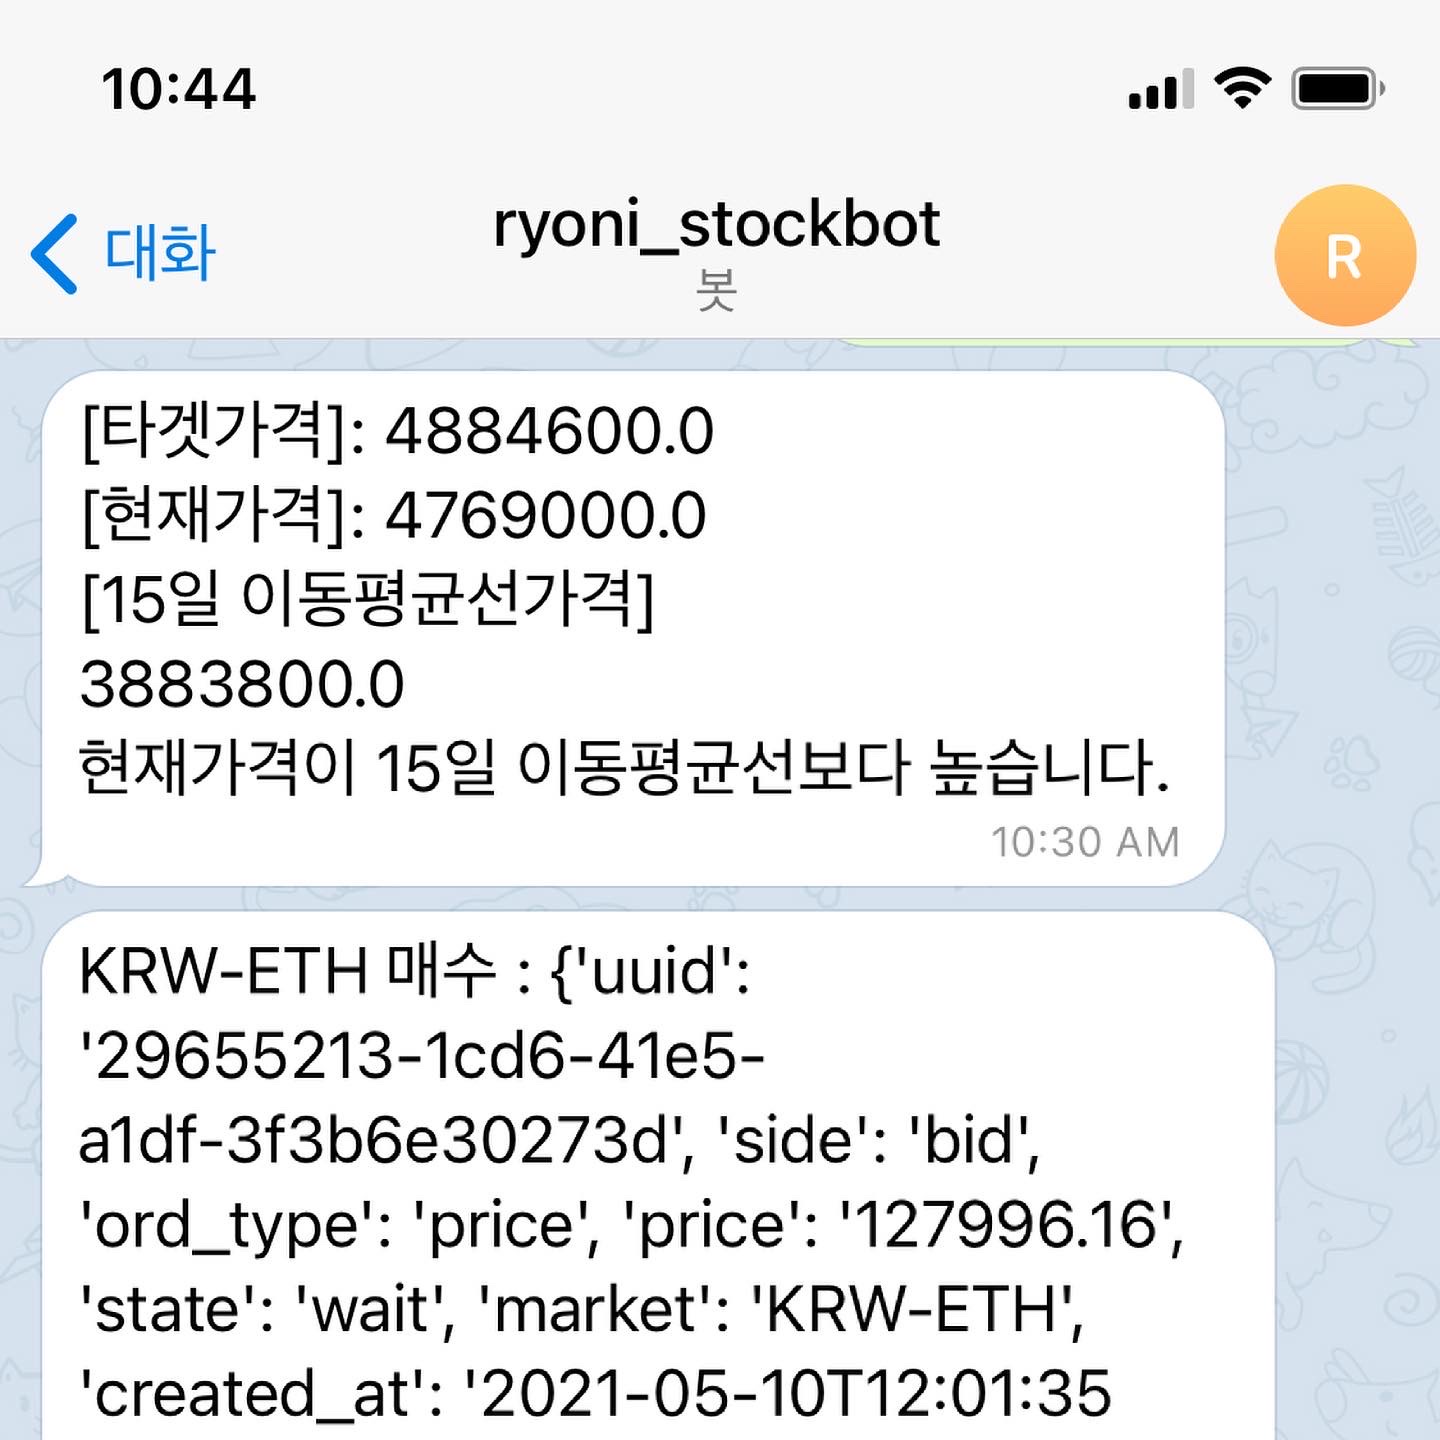 10:44
대화
ryoni_stockbot
봇
R
[타겟가격]: 4884600.0
[현재가격]: 4769000.0
[15일 이동평균선가격]
3883800.0
현재가격이 15일 이동평균선보다 높습니다.
10:30 AM
KRW-ETH 매수 : {'uuid':
'29655213-1cd6-41e5-
a1df-3f3b6e30273d', 'side': 'bid',
'ord_type': 'price', 'price': '127996.16',
'state': 'wait', 'market': 'KRW-ETH',
'created_at': '2021-05-10T12:01:35